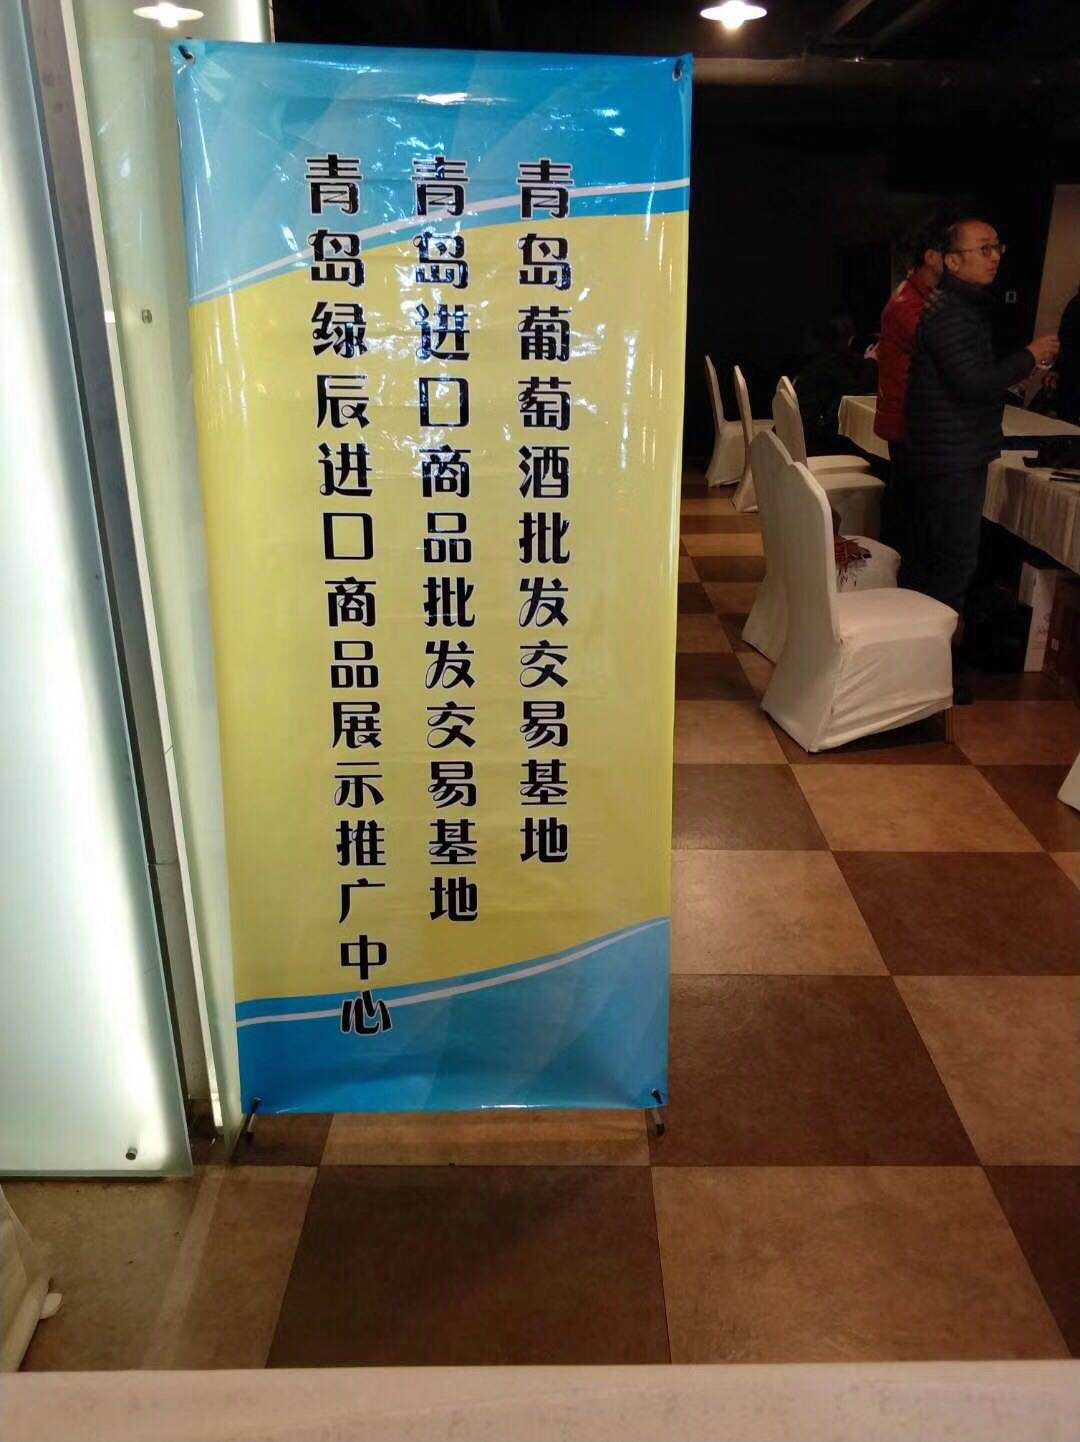 青岛葡萄酒批发交易基地
青岛进口商品批发交易基地
青岛绿辰进口商品展示推广中心